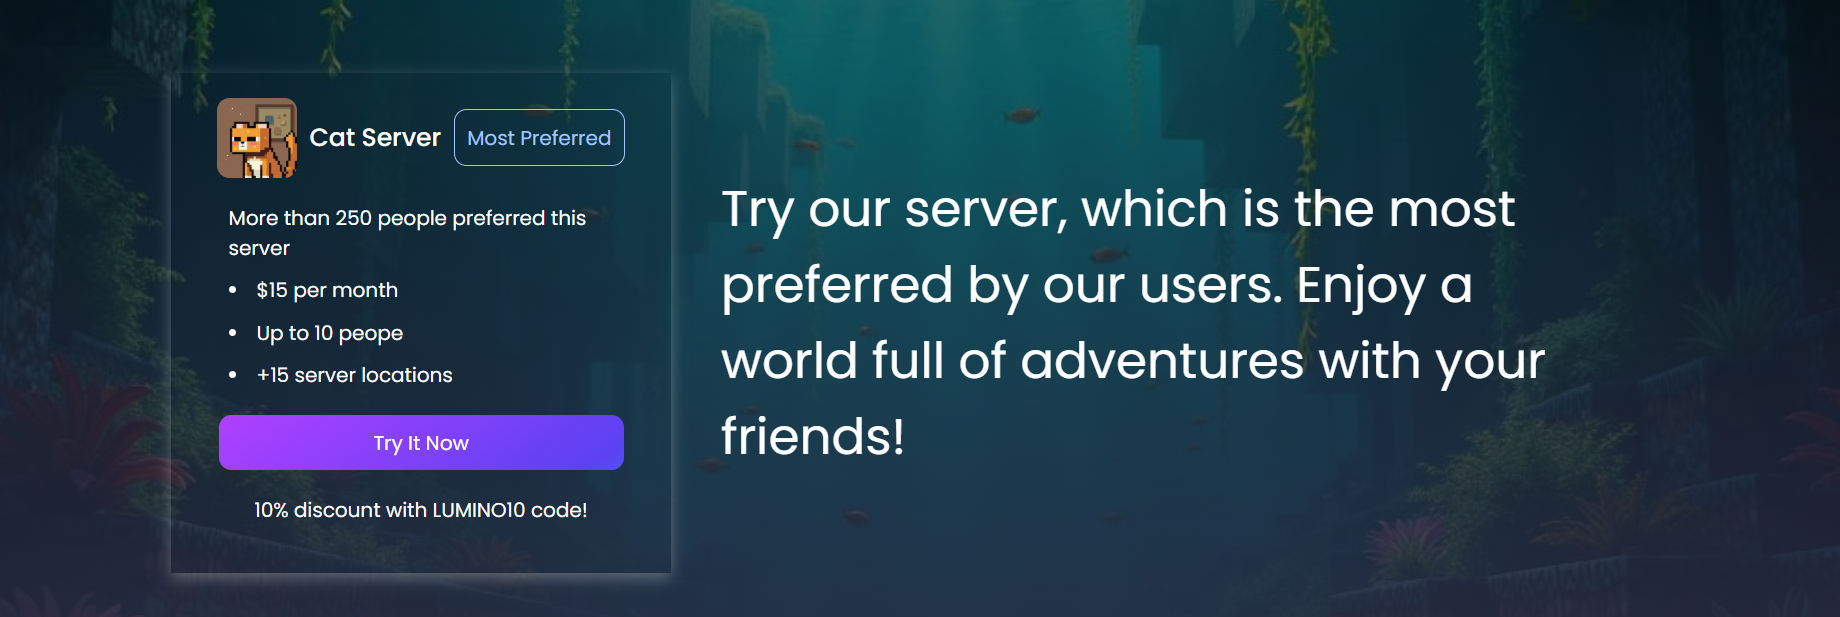 Cat Server
Most Preferred
More than 250 people preferred this
server
• $15 per month
• Up to 10 peope
• +15 server locations
Try It Now
10% discount with LUMINO10 code!
Try our server, which is the most
preferred by our users. Enjoy a
world full of adventures with your
friends!